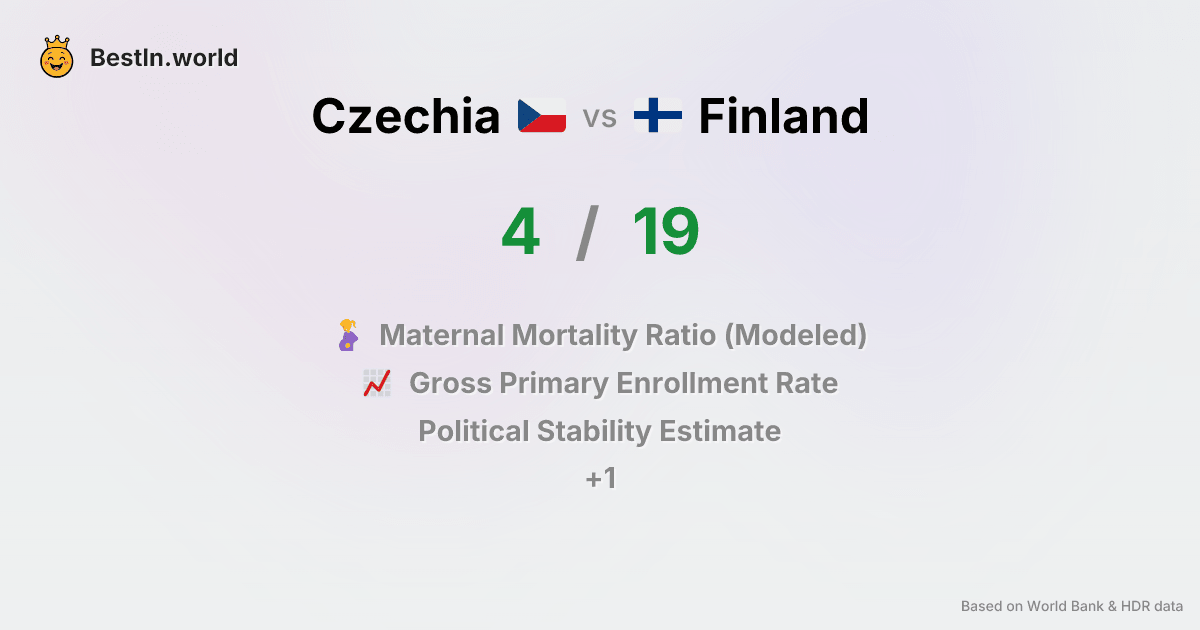 BestIn.world
Czechia vs Finland
4 / 19
Maternal Mortality Ratio (Modeled)
Gross Primary Enrollment Rate
Political Stability Estimate
+1
Based on World Bank & HDR data